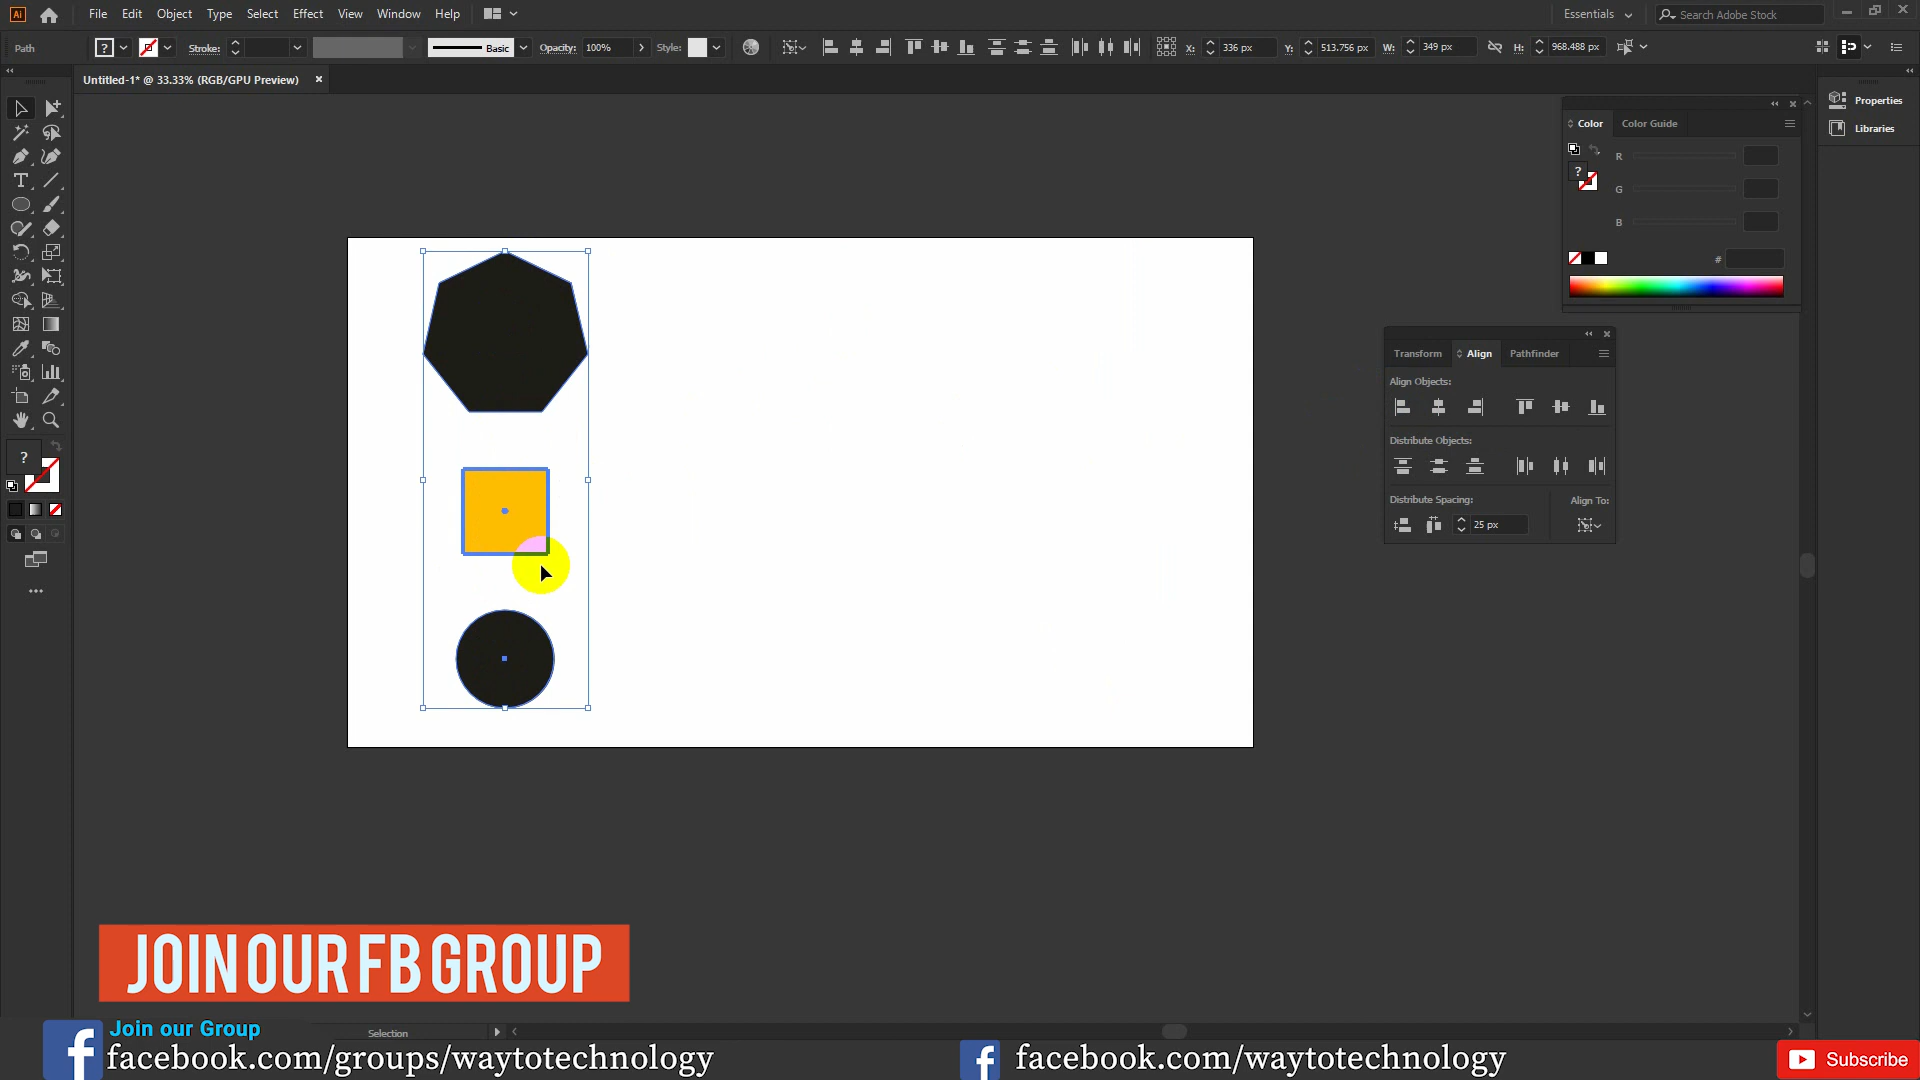 Ai File Edit Object Type Select Effect View Window Help Essentials Search Adobe Stock
Path ? Stroke: Basic Opacity: 100% Style: X: 336 px Y: 513.756 px W: 349 px H: 968.488 px
Untitled-1* @ 33.33% (RGB/GPU Preview) ×
Properties
Libraries
Color Color Guide
R
?
G
B
#
Transform Align Pathfinder
Align Objects:
Distribute Objects:
Distribute Spacing: Align To:
25 px
T
?
JOIN OUR FB GROUP
Selection
Join our Group
facebook.com/groups/waytotechnology
facebook.com/waytotechnology
Subscribe